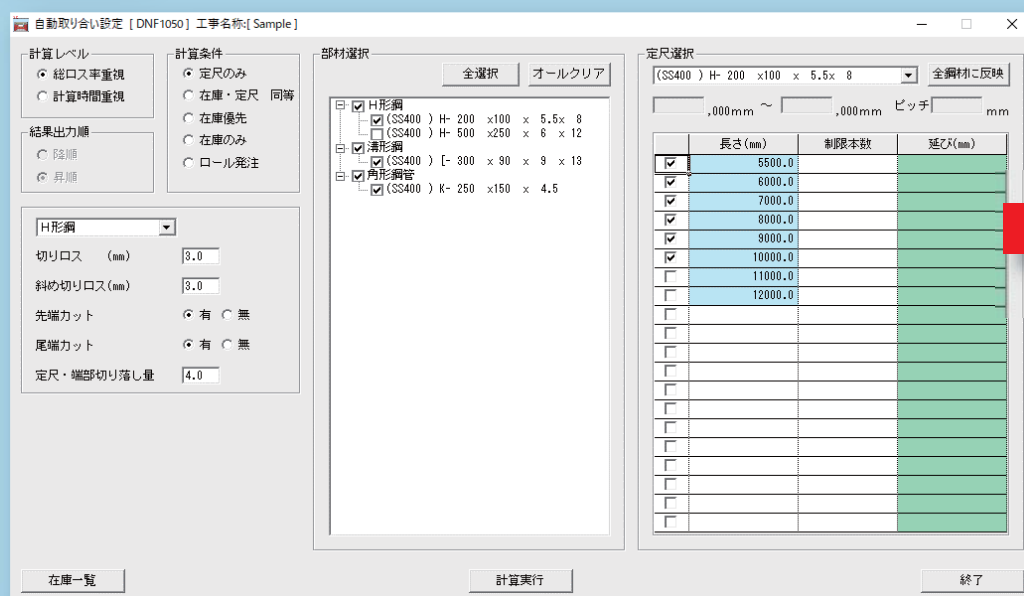 自動取り合い設定 [ DNF1050 ] 工事名称:[ Sample ]
計算レベル
総ロス率重視
計算時間重視
結果出力順
降順
昇順
計算条件
定尺のみ
在庫・定尺 同等
在庫優先
在庫のみ
ロール発注
H形鋼
切りロス (mm) 3.0
斜め切りロス(mm) 3.0
先端カット 有 無
尾端カット 有 無
定尺・端部切り落し量 4.0
部材選択
全選択 オールクリア
H形鋼
(SS400 ) H- 200 x100 x 5.5x 8
(SS400 ) H- 500 x250 x 6 x 12
溝形鋼
(SS400 ) [- 300 x 90 x 9 x 13
角形鋼管
(SS400 ) K- 250 x150 x 4.5
定尺選択
(SS400 ) H- 200 x100 x 5.5x 8 全鋼材に反映
,000mm ～ ,000mm ピッチ mm
長さ(mm) 制限本数 延び(mm)
5500.0
6000.0
7000.0
8000.0
9000.0
10000.0
11000.0
12000.0
在庫一覧 計算実行 終了